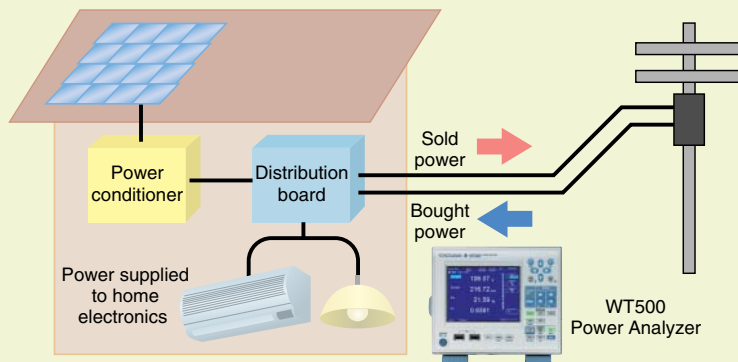 Sold
power
Power
conditioner
Distribution
board
Bought
power
Power supplied
to home
electronics
WT500
Power Analyzer